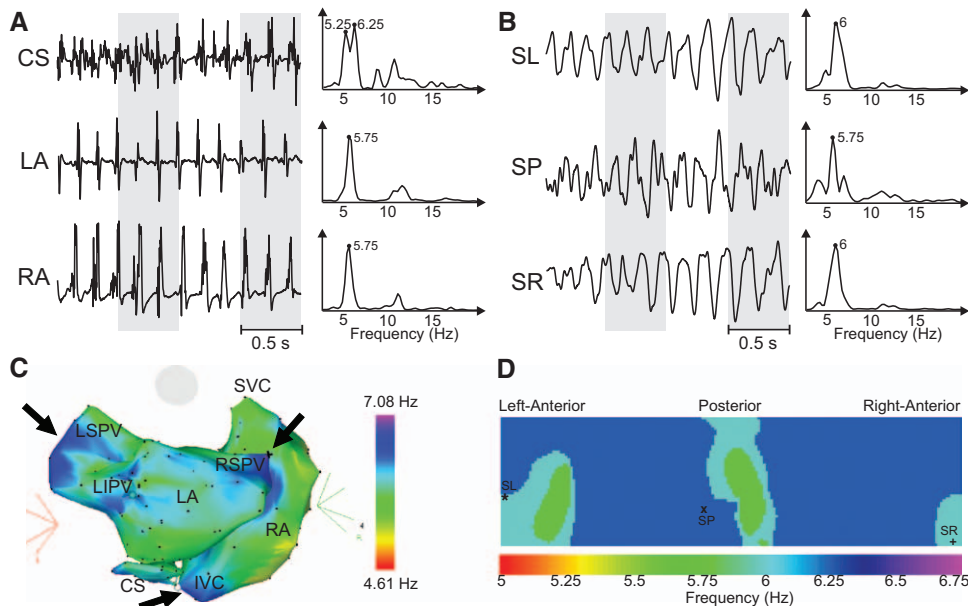 A
CS
5.25
6.25
5 10 15
LA
5.75
5 10 15
RA
5.75
5 10 15
0.5 s
Frequency (Hz)
B
SL
6
5 10 15
SP
5.75
5 10 15
SR
6
5 10 15
0.5 s
Frequency (Hz)
C
SVC
7.08 Hz
LSPV
RSPV
LIPV
LA
RA
CS
IVC
4.61 Hz
D
Left-Anterior Posterior Right-Anterior
SL
SP
SR
5 5.25 5.5 5.75 6 6.25 6.5 6.75
Frequency (Hz)